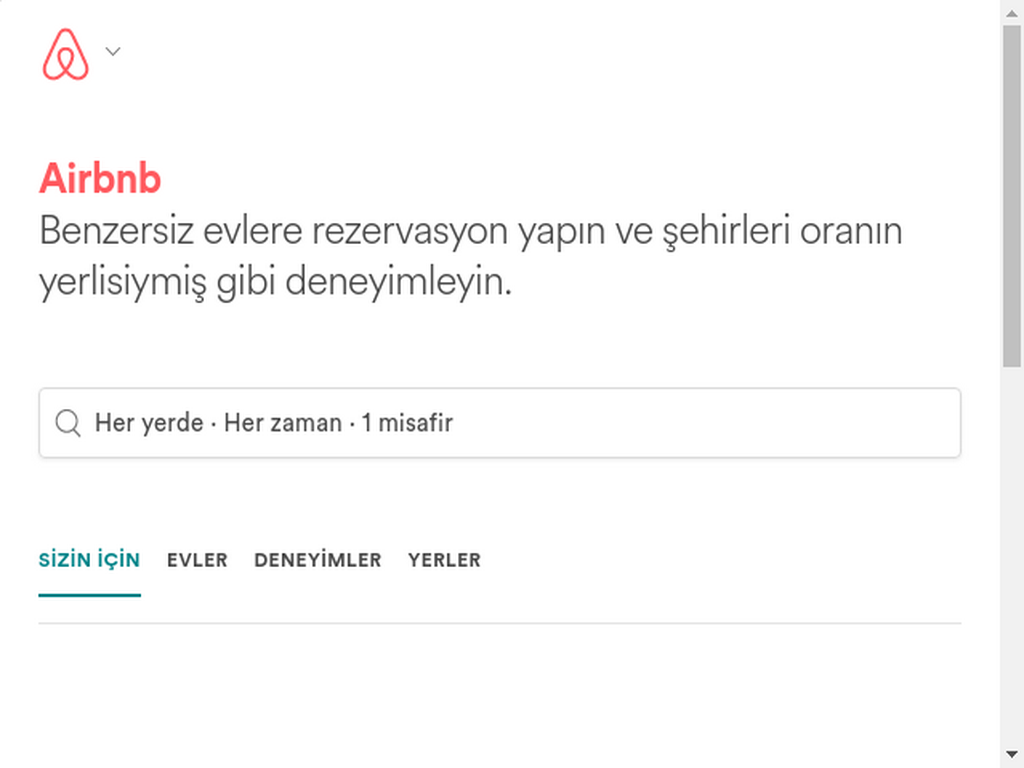 Airbnb
Benzersiz evlere rezervasyon yapın ve şehirleri oranın
yerlisiymiş gibi deneyimleyin.
Her yerde · Her zaman · 1 misafir
SİZİN İÇİN EVLER DENEYİMLER YERLER